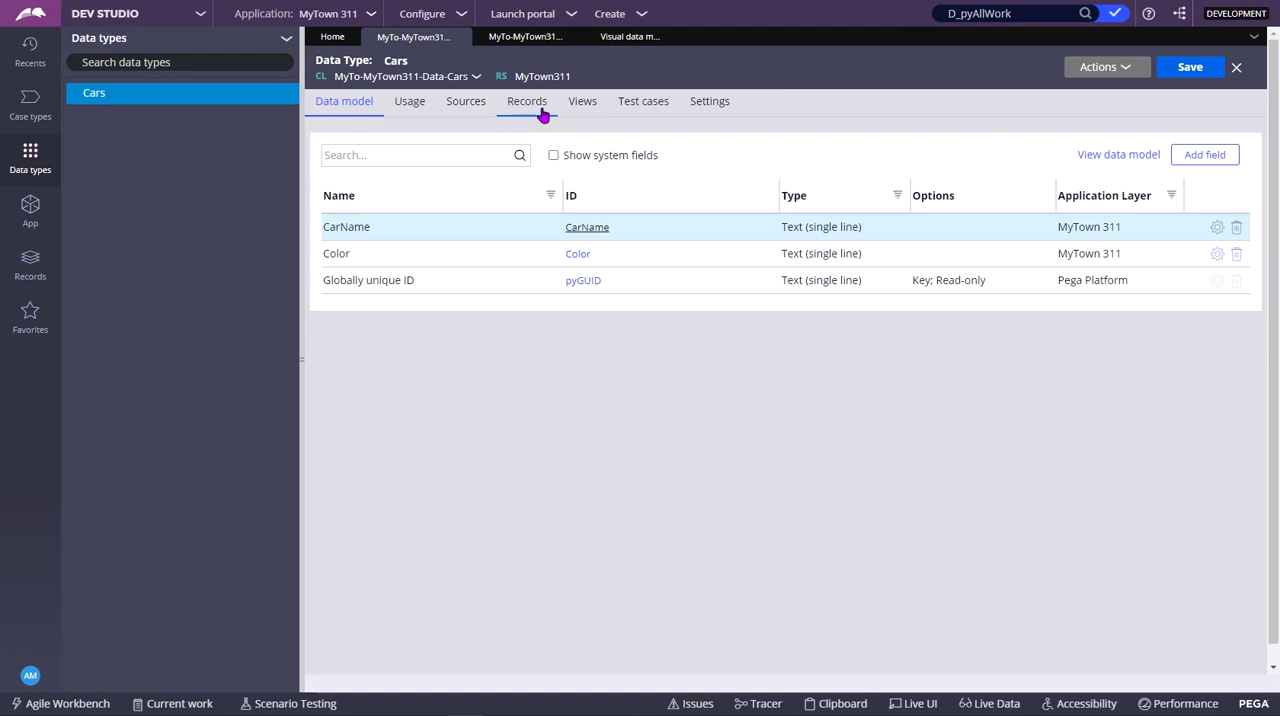 DEV STUDIO
Application: MyTown 311
Configure
Launch portal
Create
D_pyAllWork
DEVELOPMENT
Recents
Case types
Data types
App
Records
Favorites
AM
Data types
Search data types
Cars
Home
MyTo-MyTown31...
MyTo-MyTown31...
Visual data m...
Data Type: Cars
CL MyTo-MyTown311-Data-Cars RS MyTown311
Actions
Save
Data model
Usage
Sources
Records
Views
Test cases
Settings
Search...
Show system fields
View data model
Add field
Name ID Type Options Application Layer
CarName CarName Text (single line) MyTown 311
Color Color Text (single line) MyTown 311
Globally unique ID pyGUID Text (single line) Key; Read-only Pega Platform
Agile Workbench
Current work
Scenario Testing
Issues
Tracer
Clipboard
Live UI
Live Data
Accessibility
Performance
PEGA